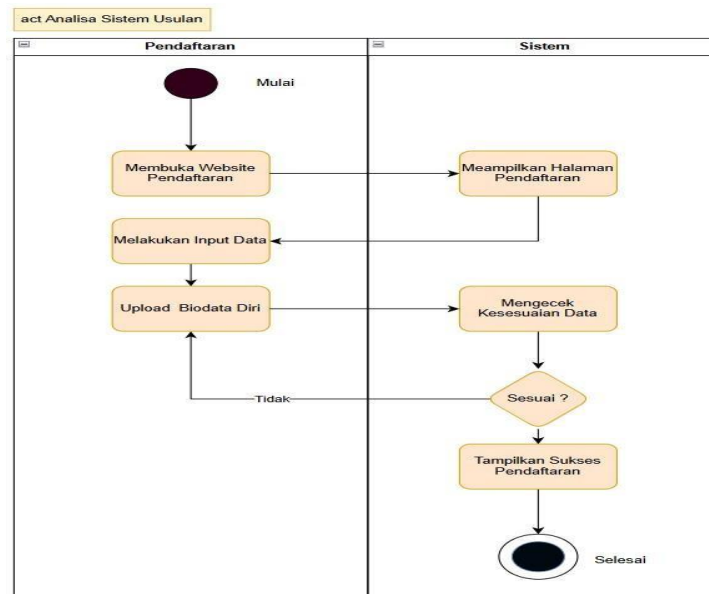 act Analisa Sistem Usulan
Pendaftaran
Sistem
Mulai
Membuka Website
Pendaftaran
Meampilkan Halaman
Pendaftaran
Melakukan Input Data
Upload Biodata Diri
Mengecek
Kesesuaian Data
Sesuai ?
Tidak
Tampilkan Sukses
Pendaftaran
Selesai